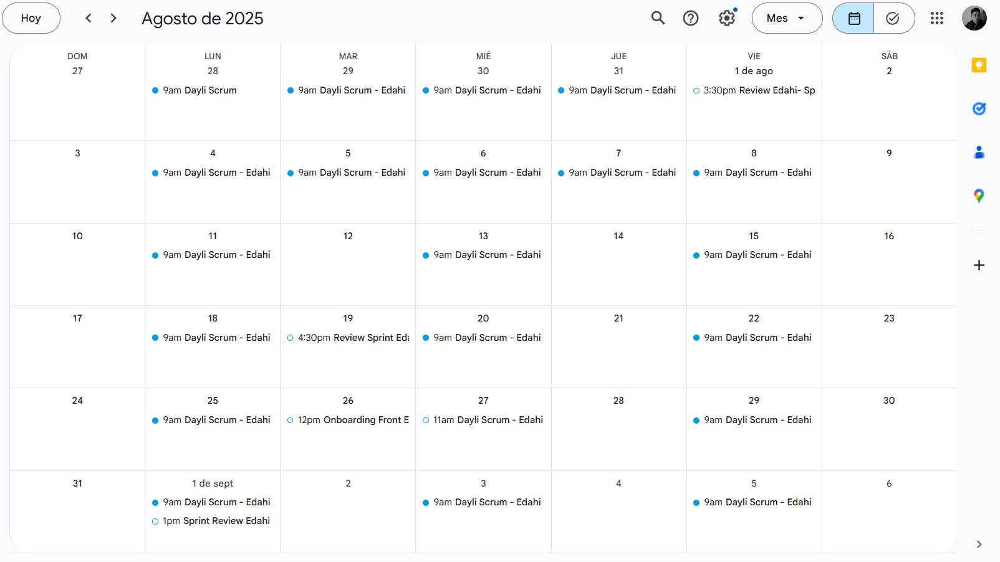 Hoy
Agosto de 2025
Mes
DOM
LUN
MAR
MIÉ
JUE
VIE
SÁB
27
28
29
30
31
1 de ago
2
9am Dayli Scrum
9am Dayli Scrum - Edahi
9am Dayli Scrum - Edahi
9am Dayli Scrum - Edahi
3:30pm Review Edahi- Sp
3
4
5
6
7
8
9
9am Dayli Scrum - Edahi
9am Dayli Scrum - Edahi
9am Dayli Scrum - Edahi
9am Dayli Scrum - Edahi
9am Dayli Scrum - Edahi
10
11
12
13
14
15
16
9am Dayli Scrum - Edahi
9am Dayli Scrum - Edahi
9am Dayli Scrum - Edahi
17
18
19
20
21
22
23
9am Dayli Scrum - Edahi
4:30pm Review Sprint Eda
9am Dayli Scrum - Edahi
9am Dayli Scrum - Edahi
24
25
26
27
28
29
30
9am Dayli Scrum - Edahi
12pm Onboarding Front E
11am Dayli Scrum - Edahi
9am Dayli Scrum - Edahi
31
1 de sept
2
3
4
5
6
9am Dayli Scrum - Edahi
9am Dayli Scrum - Edahi
9am Dayli Scrum - Edahi
1pm Sprint Review Edahi